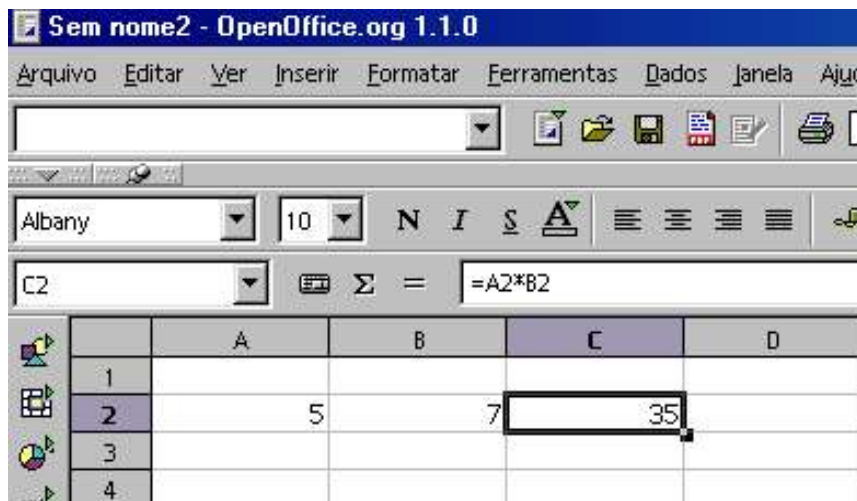 Sem nome2 - OpenOffice.org 1.1.0
Arquivo Editar Ver Inserir Formatar Ferramentas Dados Janela
Albany 10 N I S A
C2 Σ = =A2*B2
A B C D
1
2 5 7 35
3
4